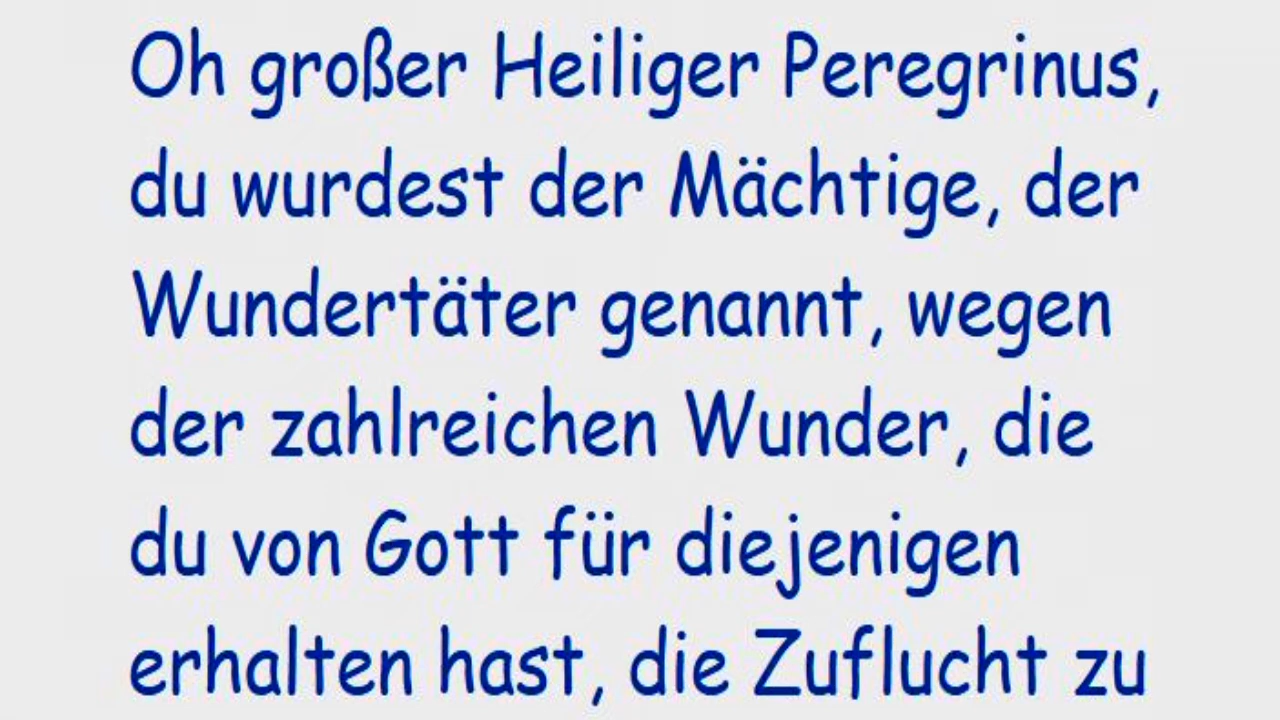 Oh großer Heiliger Peregrinus,
du wurdest der Mächtige, der
Wundertäter genannt, wegen
der zahlreichen Wunder, die
du von Gott für diejenigen
erhalten hast, die Zuflucht zu